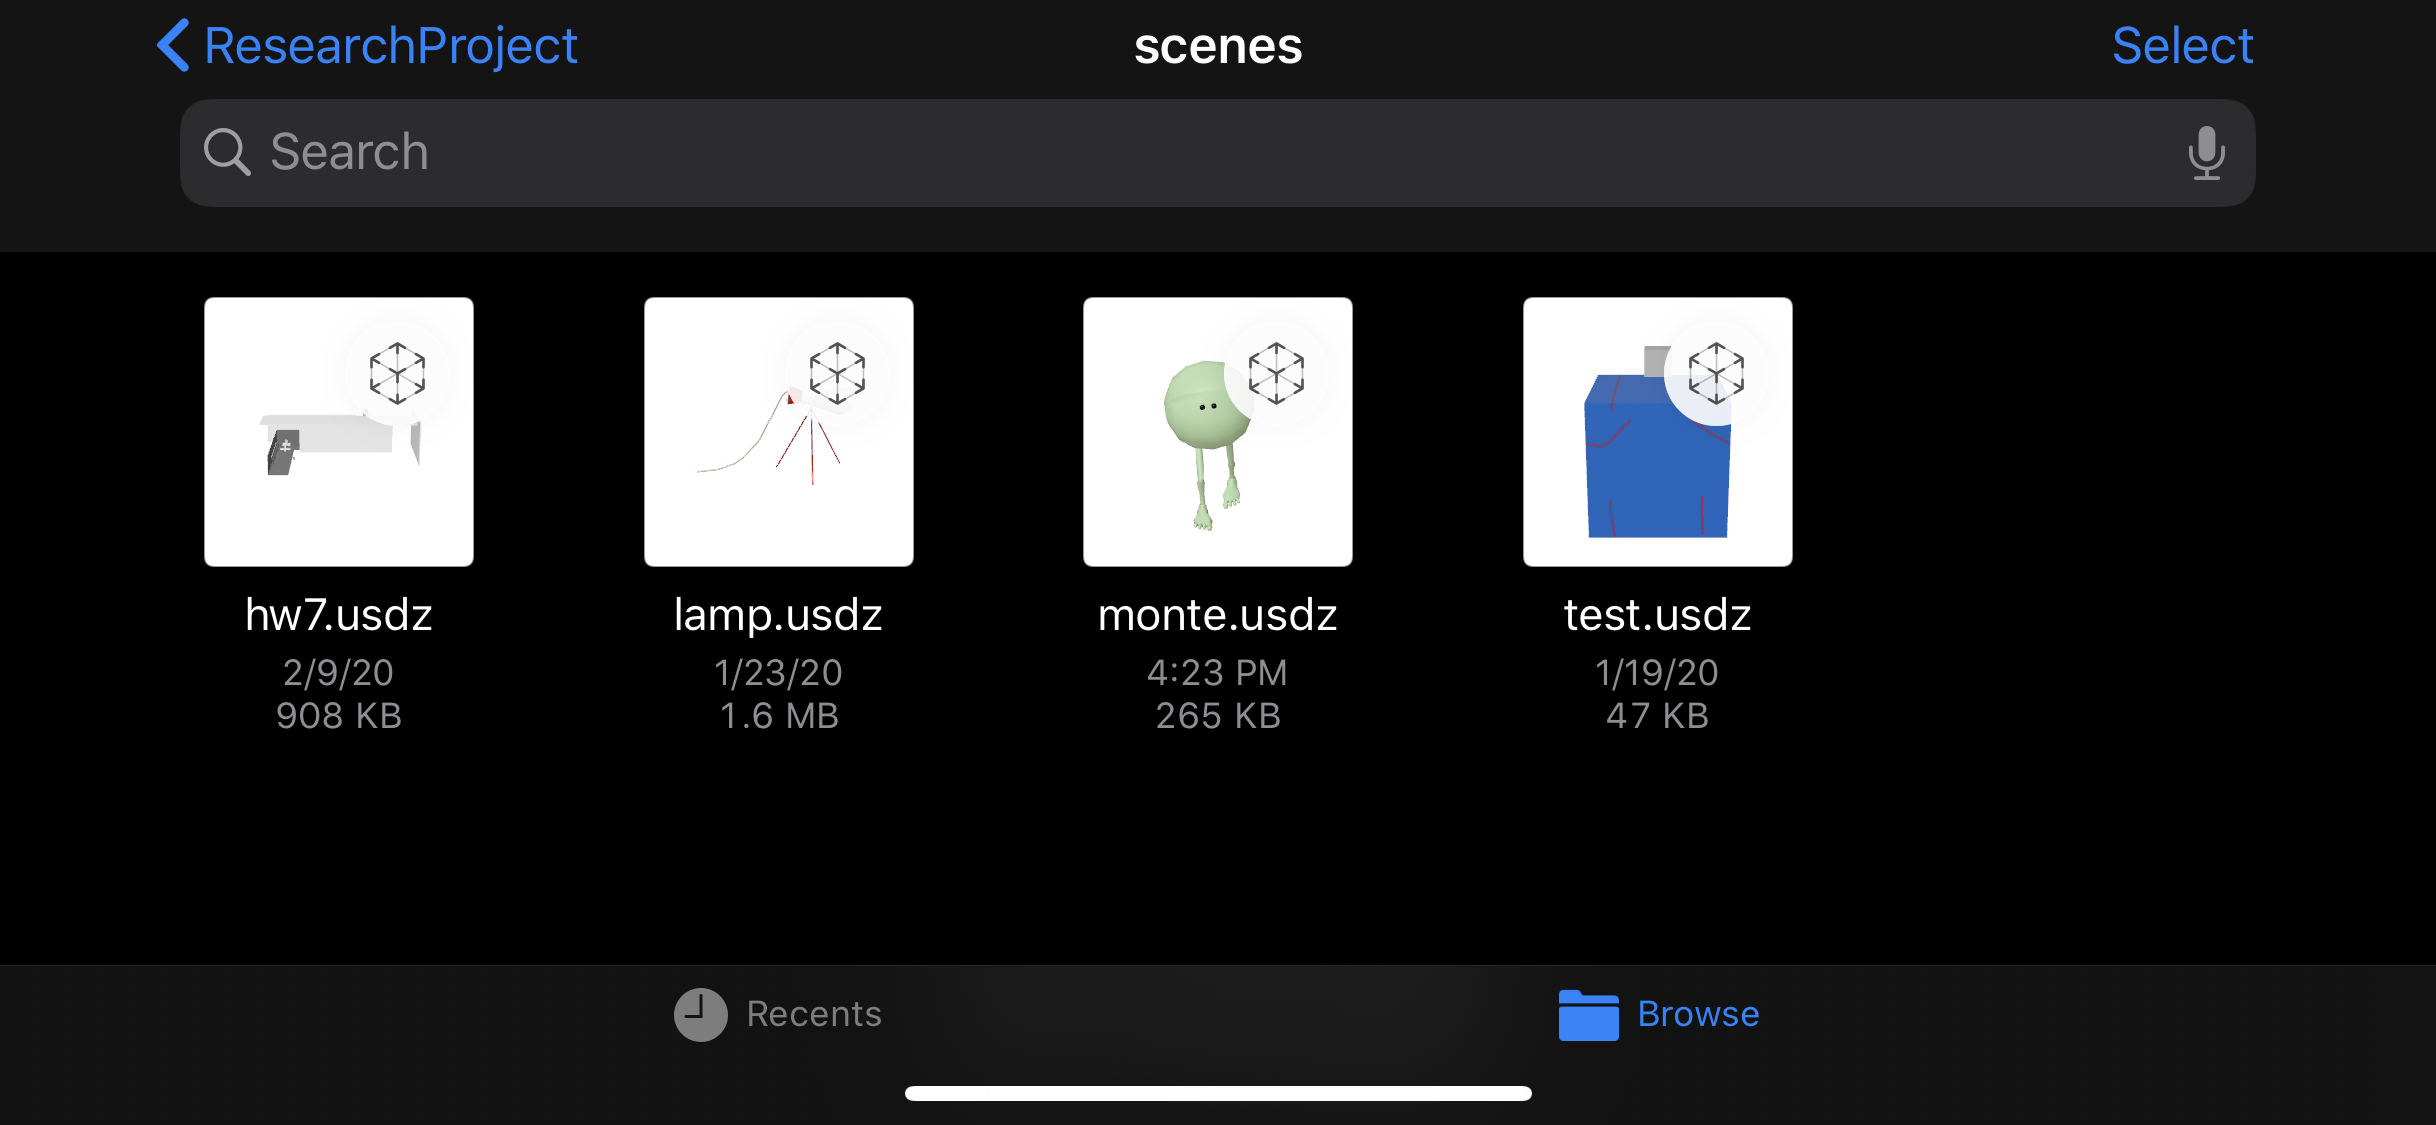 ResearchProject
scenes
Select
Search
hw7.usdz
2/9/20
908 KB
lamp.usdz
1/23/20
1.6 MB
monte.usdz
4:23 PM
265 KB
test.usdz
1/19/20
47 KB
Recents
Browse